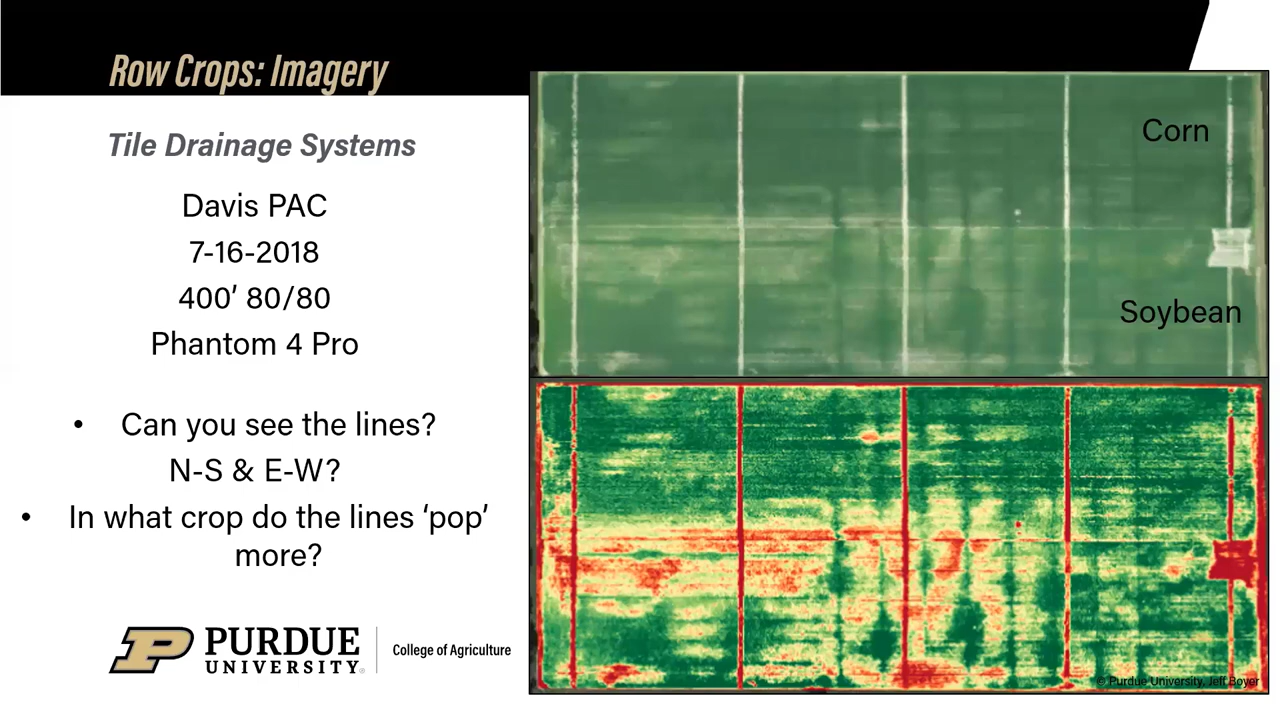 Row Crops: Imagery
Tile Drainage Systems
Davis PAC
7-16-2018
400’ 80/80
Phantom 4 Pro
• Can you see the lines?
N-S & E-W?
• In what crop do the lines ‘pop’
more?
PURDUE
UNIVERSITY®
College of Agriculture
Corn
Soybean
© Purdue University, Jeff Boyer